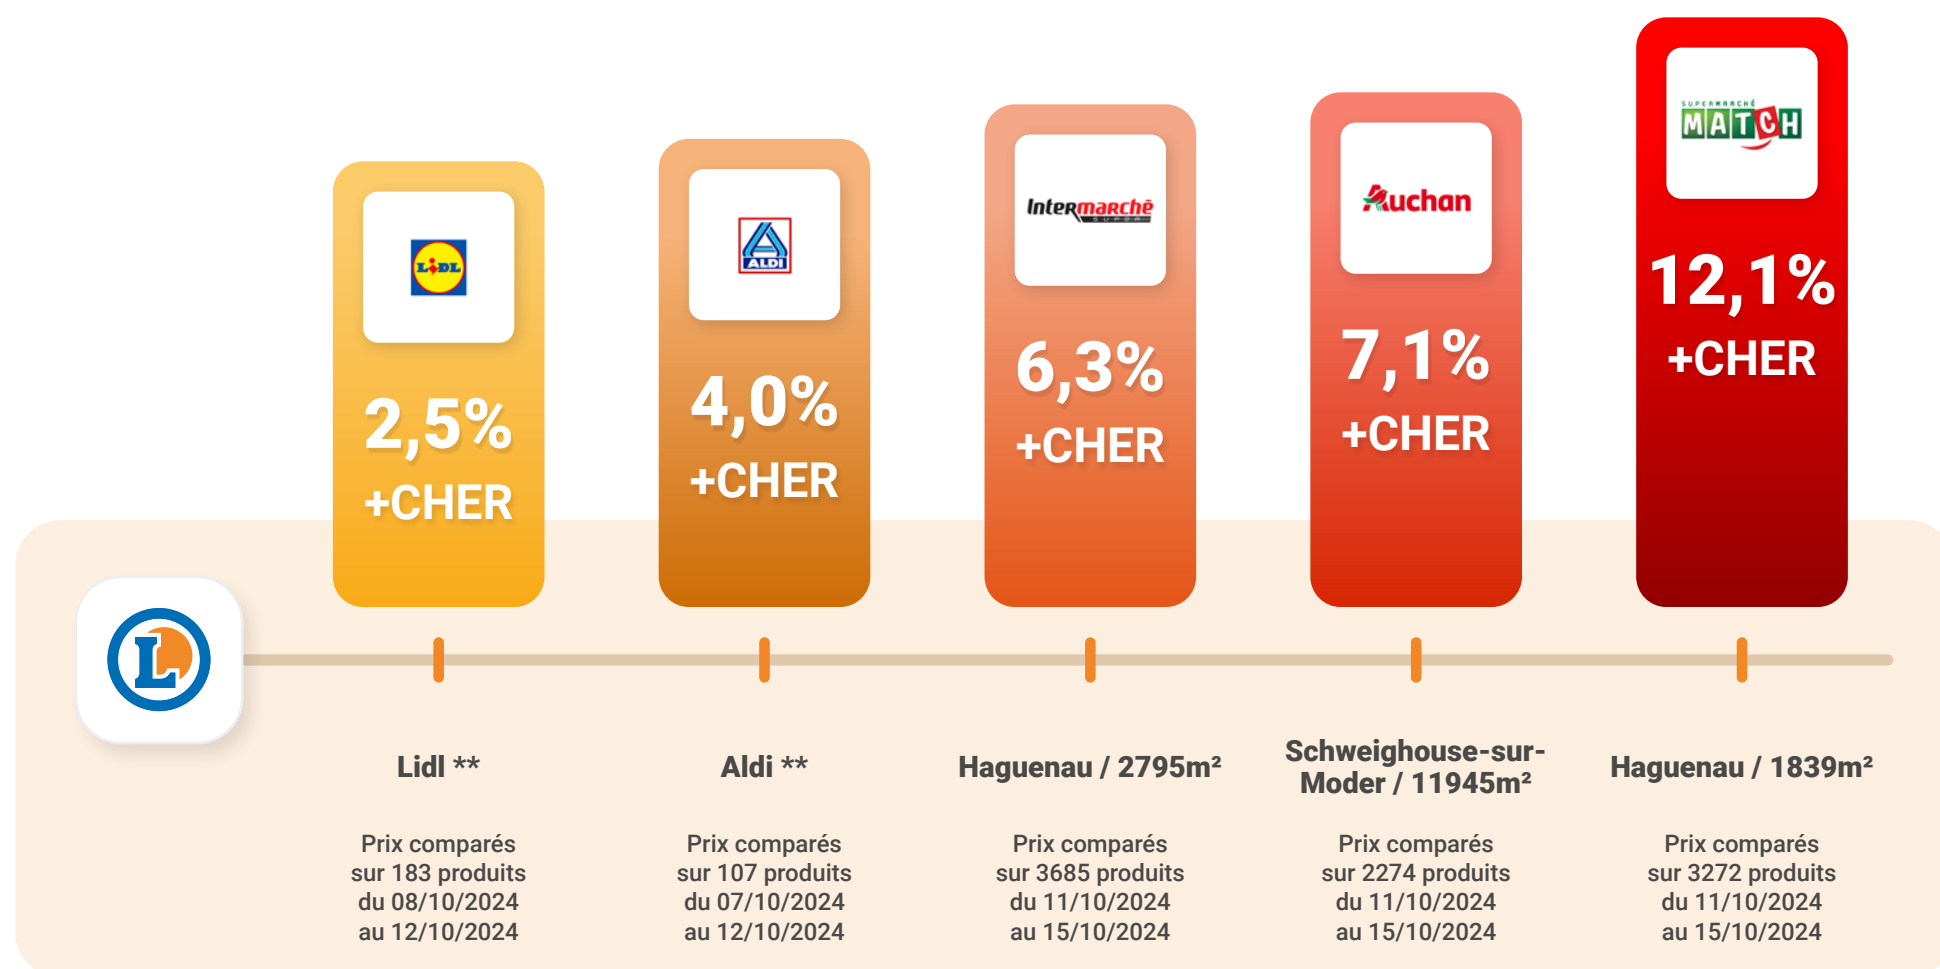 LIDL
2,5%
+CHER
ALDI
4,0%
+CHER
Intermarché
SUPER
6,3%
+CHER
Auchan
7,1%
+CHER
SUPERMARCHÉ
MATCH
12,1%
+CHER
L
Lidl **
Prix comparés
sur 183 produits
du 08/10/2024
au 12/10/2024
Aldi **
Prix comparés
sur 107 produits
du 07/10/2024
au 12/10/2024
Haguenau / 2795m²
Prix comparés
sur 3685 produits
du 11/10/2024
au 15/10/2024
Schweighouse-sur-
Moder / 11945m²
Prix comparés
sur 2274 produits
du 11/10/2024
au 15/10/2024
Haguenau / 1839m²
Prix comparés
sur 3272 produits
du 11/10/2024
au 15/10/2024